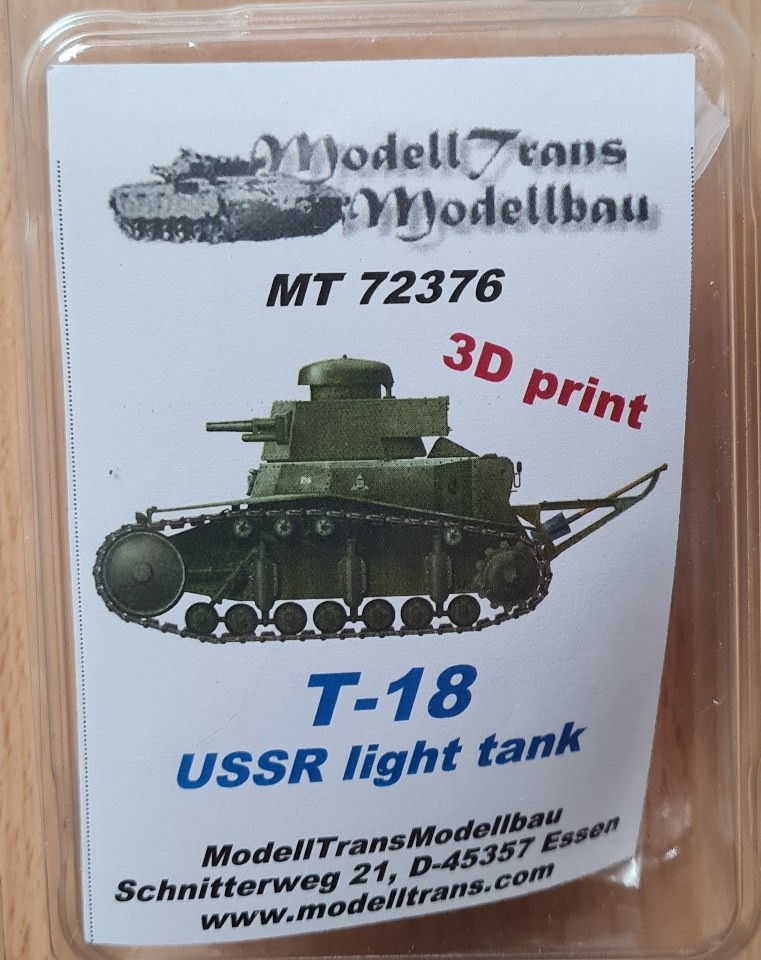 ModellTrans
Modellbau
MT 72376
3D print
T-18
USSR light tank
ModellTransModellbau
Schnitterweg 21, D-45357 Essen
www.modelltrans.com